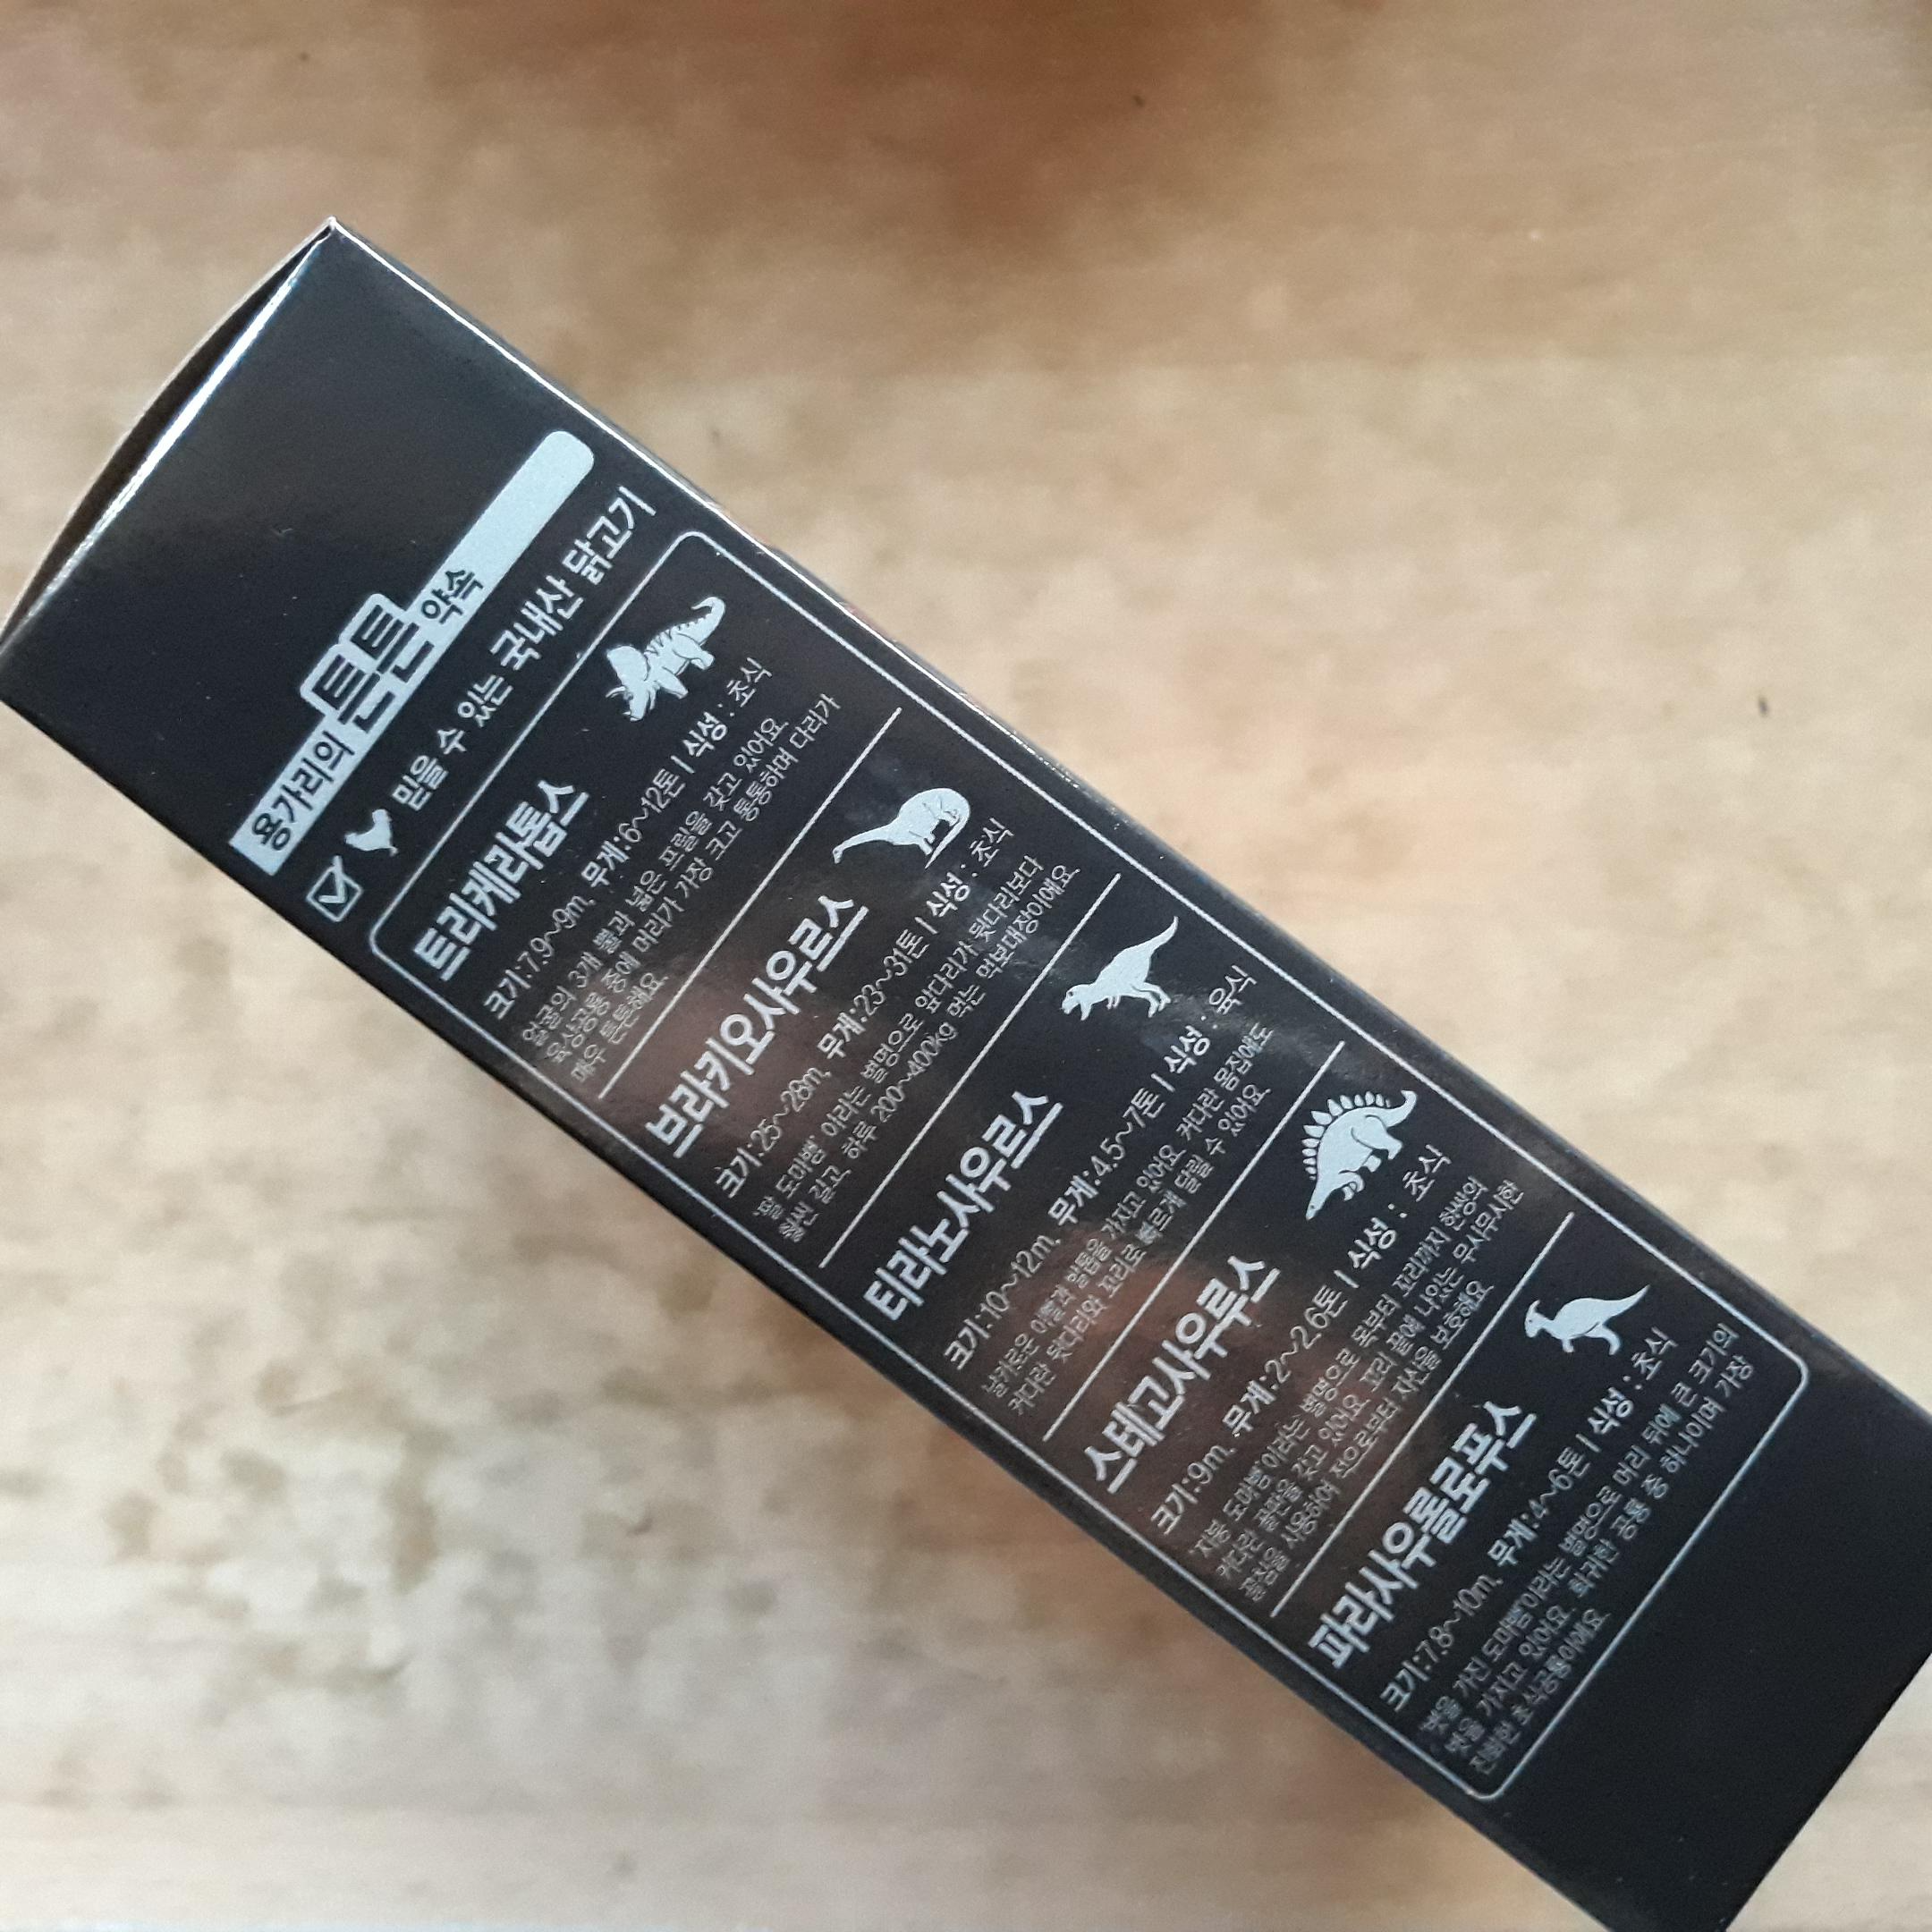 용가리의 튼튼 약속
믿을 수 있는 국내산 닭고기
트리케라톱스
크기:7.9~9m, 무게:6~12톤 | 식성 : 초식
얼굴의 3개 뿔과 넓은 프릴을 갖고 있어요.
육상공룡 중에 머리가 가장 크고 통통하며 다리가
매우 튼튼해요.
브라키오사우르스
크기:25~28m, 무게:23~31톤 | 식성 : 초식
'팔 도마뱀' 이라는 별명으로 앞다리가 뒷다리보다
훨씬 길고, 하루 200~400kg 먹는 먹보대장이에요.
티라노사우르스
크기:10~12m, 무게:4.5~7톤 | 식성 : 육식
날카로운 이빨과 발톱을 가지고 있어요. 커다란 몸집에도
커다란 뒷다리와 꼬리로 빠르게 달릴 수 있어요.
스테고사우루스
크기:9m, 무게:2~2.6톤 | 식성 : 초식
'지붕 도마뱀'이라는 별명으로 목부터 꼬리까지 한쌍의
커다란 골판을 갖고 있어요. 꼬리 끝에 나있는 무시무시한
골침을 사용하여 적으로부터 자신을 보호해요.
파라사우롤로푸스
크기:7.8~10m, 무게:4~6톤 | 식성 : 초식
'볏을 가진 도마뱀'이라는 별명으로 머리 뒤에 큰 크기의
볏을 가지고 있어요. 희귀한 공룡 중 하나이며 가장
진화한 초식공룡이에요.